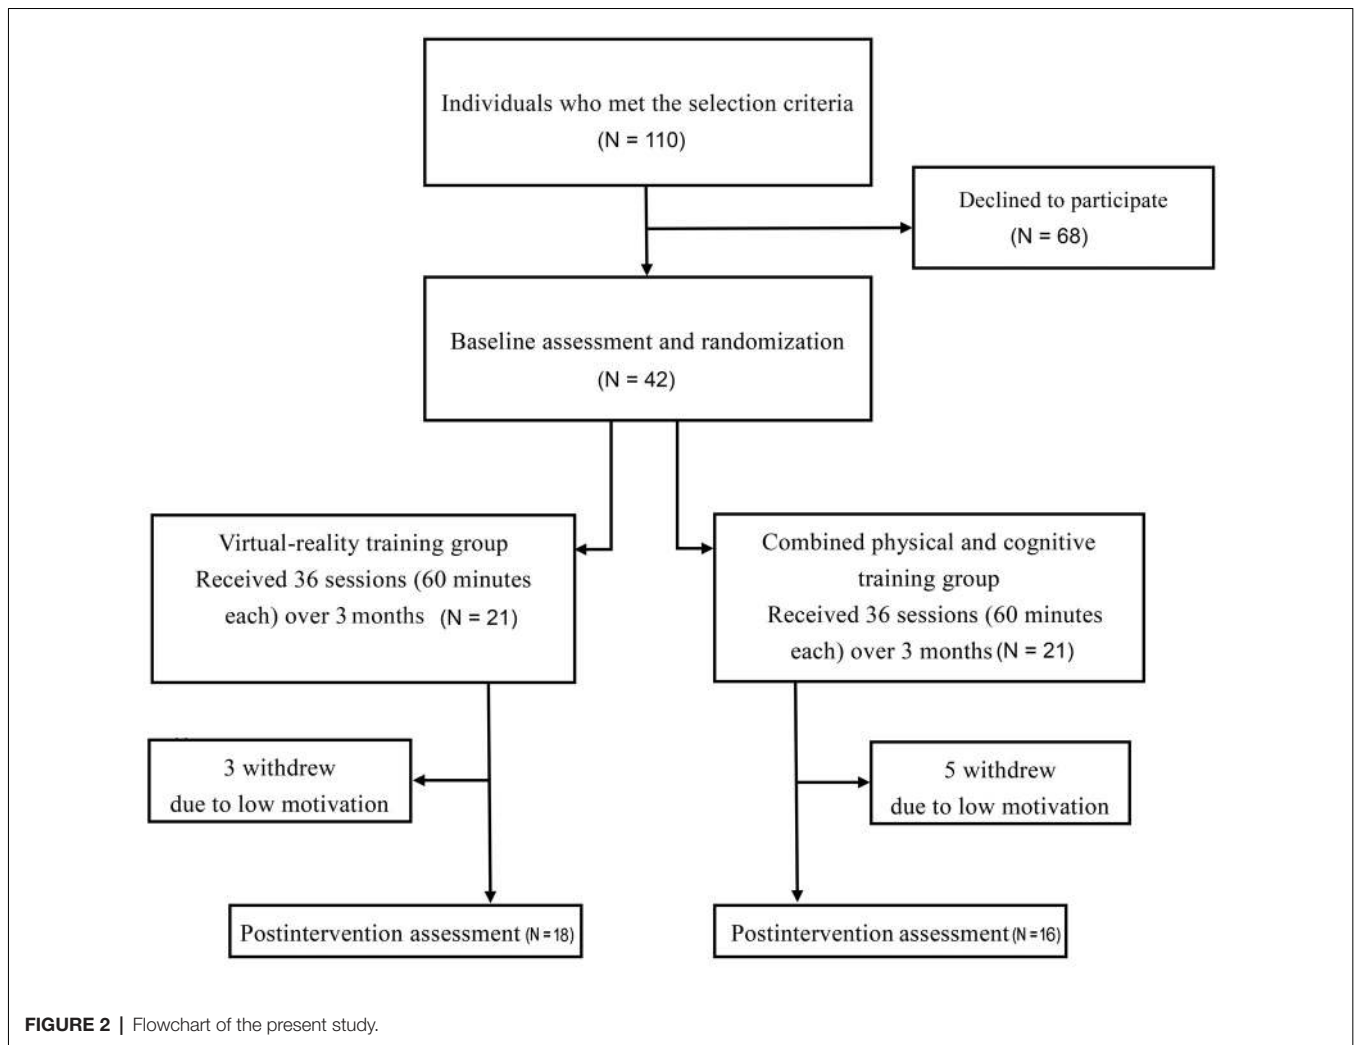 Individuals who met the selection criteria
(N = 110)
Declined to participate
(N = 68)
Baseline assessment and randomization
(N = 42)
Virtual-reality training group
Received 36 sessions (60 minutes
each) over 3 months (N = 21)
Combined physical and cognitive
training group
Received 36 sessions (60 minutes
each) over 3 months (N = 21)
3 withdrew
due to low motivation
5 withdrew
due to low motivation
Postintervention assessment (N = 18)
Postintervention assessment (N = 16)
FIGURE 2 | Flowchart of the present study.